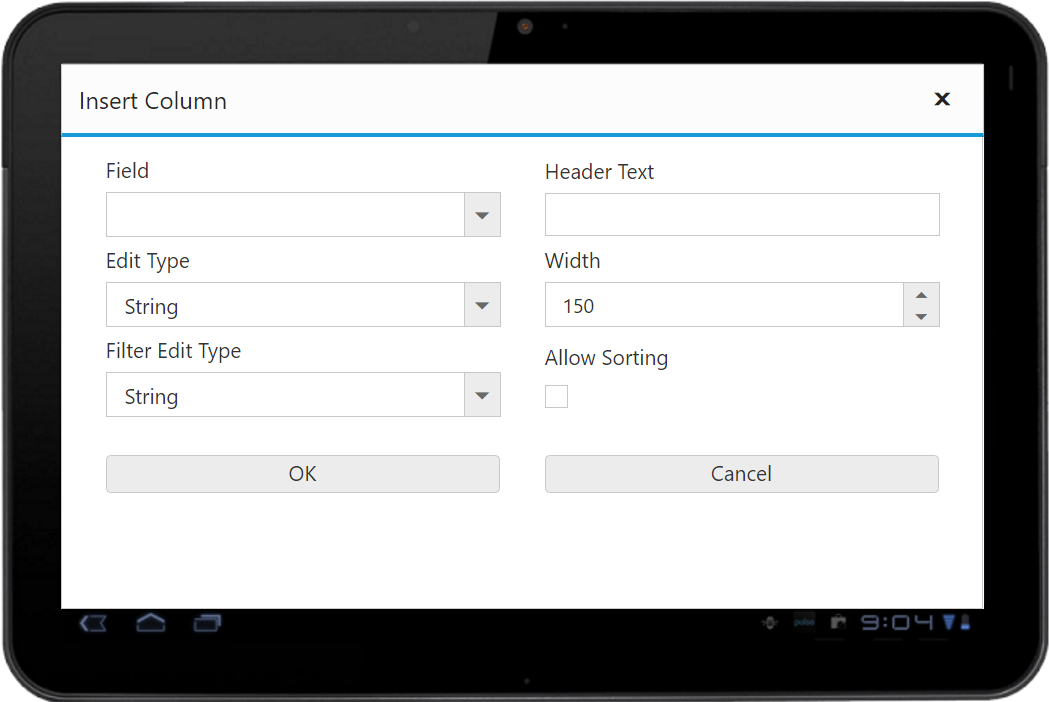 Insert Column
Field
Header Text
Edit Type
Width
String
150
Filter Edit Type
Allow Sorting
String
OK
Cancel
pulse
9:04